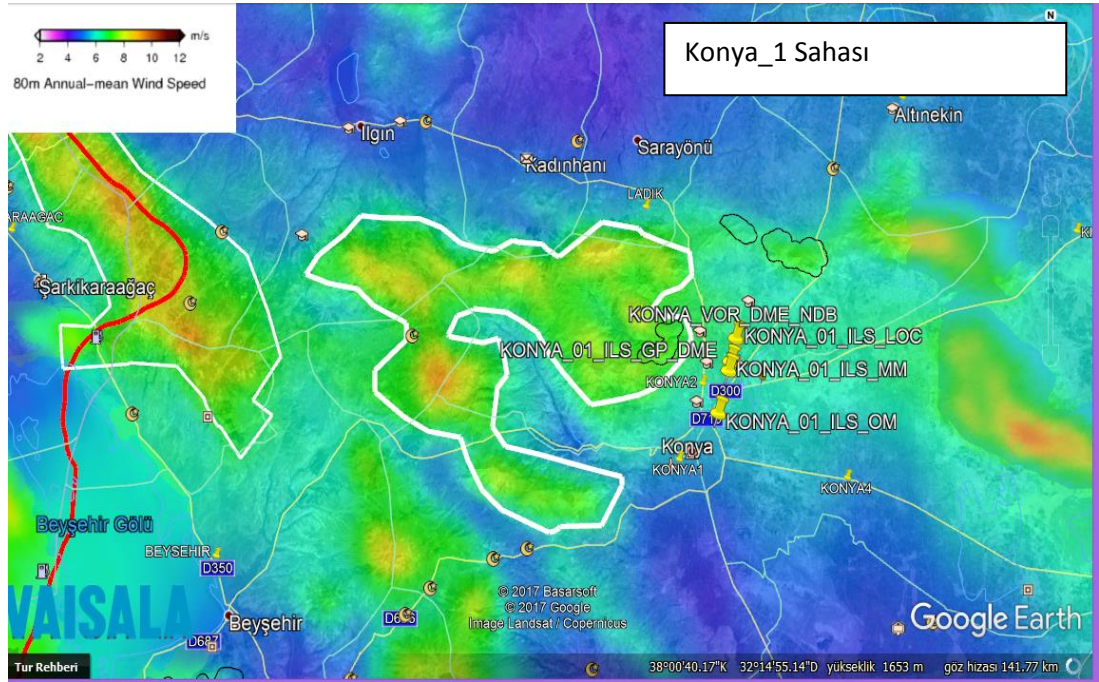 m/s
2 4 6 8 10 12
80m Annual-mean Wind Speed
Konya_1 Sahası
N
Altınekin
Ilgın
Sarayönü
Kadınhanı
LADIK
ARAAGAC
Şarkikaraağaç
KONYA_VOR_DME_NDB
KONYA_01_ILS_LOC
KONYA_01_ILS_GP_DME
KONYA_01_ILS_MM
KONYA2
D300
KONYA_01_ILS_OM
Konya
KONYA1
KONYA4
Beyşehir Gölü
BEYSEHIR
D350
VAISALA
Beyşehir
D687
© 2017 Basarsoft
© 2017 Google
Image Landsat / Copernicus
Google Earth
Tur Rehberi
38°00'40.17"K 32°14'55.14"D yükseklik 1653 m göz hizası 141.77 km